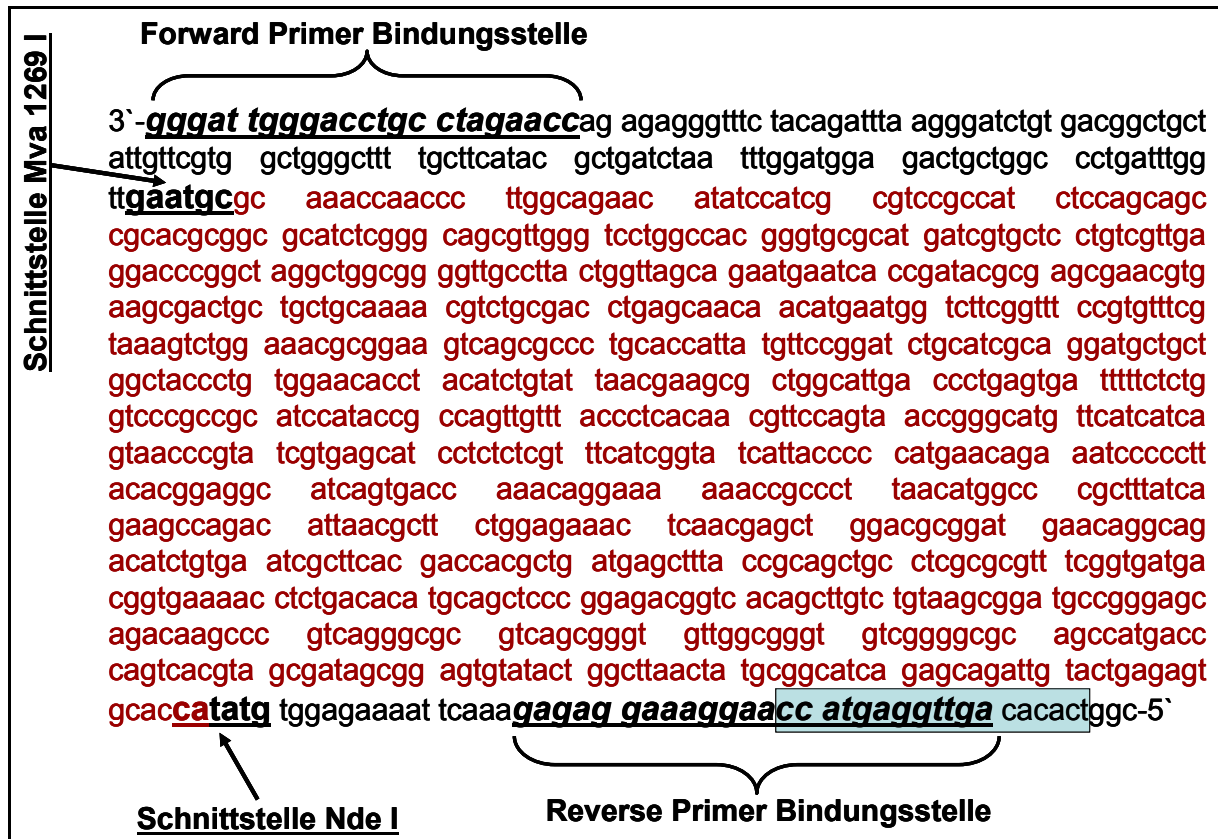 Forward Primer Bindungsstelle
Schnittstelle Mva 1269 I
3`-gggat tgggacctgc ctagaaccag agagggtttc tacagattta agggatctgt gacggctgct
attgttcgtg gctgggcttt tgcttcatac gctgatctaa tttggatgga gactgctggc cctgatttgg
ttgaatgcgc aaaccaaccc ttggcagaac atatccatcg cgtccgccat ctccagcagc
cgcacgcggc gcatctcggg cagcgttggg tcctggccac gggtgcgcat gatcgtgctc ctgtcgttga
ggacccggct aggctggcgg ggttgcctta ctggttagca gaatgaatca ccgatacgcg agcgaacgtg
aagcgactgc tgctgcaaaa cgtctgcgac ctgagcaaca acatgaatgg tcttcggttt ccgtgtttcg
taaagtctgg aaacgcggaa gtcagcgccc tgcaccatta tgttccggat ctgcatcgca ggatgctgct
ggctaccctg tggaacacct acatctgtat taacgaagcg ctggcattga ccctgagtga tttttctctg
gtcccgccgc atccataccg ccagttgttt accctcacaa cgttccagta accgggcatg ttcatcatca
gtaacccgta tcgtgagcat cctctctcgt ttcatcggta tcattacccc catgaacaga aatccccctt
acacggaggc atcagtgacc aaacaggaaa aaaccgccct taacatggcc cgctttatca
gaagccagac attaacgctt ctggagaaac tcaacgagct ggacgcggat gaacaggcag
acatctgtga atcgcttcac gaccacgctg atgagcttta ccgcagctgc ctcgcgcgtt tcggtgatga
cggtgaaaac ctctgacaca tgcagctccc ggagacggtc acagcttgtc tgtaagcgga tgccgggagc
agacaagccc gtcagggcgc gtcagcgggt gttggcgggt gtcggggcgc agccatgacc
cagtcacgta gcgatagcgg agtgtatact ggcttaacta tgcggcatca gagcagattg tactgagagt
gcaccatatg tggagaaaat tcaaagagag gaaaggaacc atgaggttga cacactggc-5`
Schnittstelle Nde I
Reverse Primer Bindungsstelle